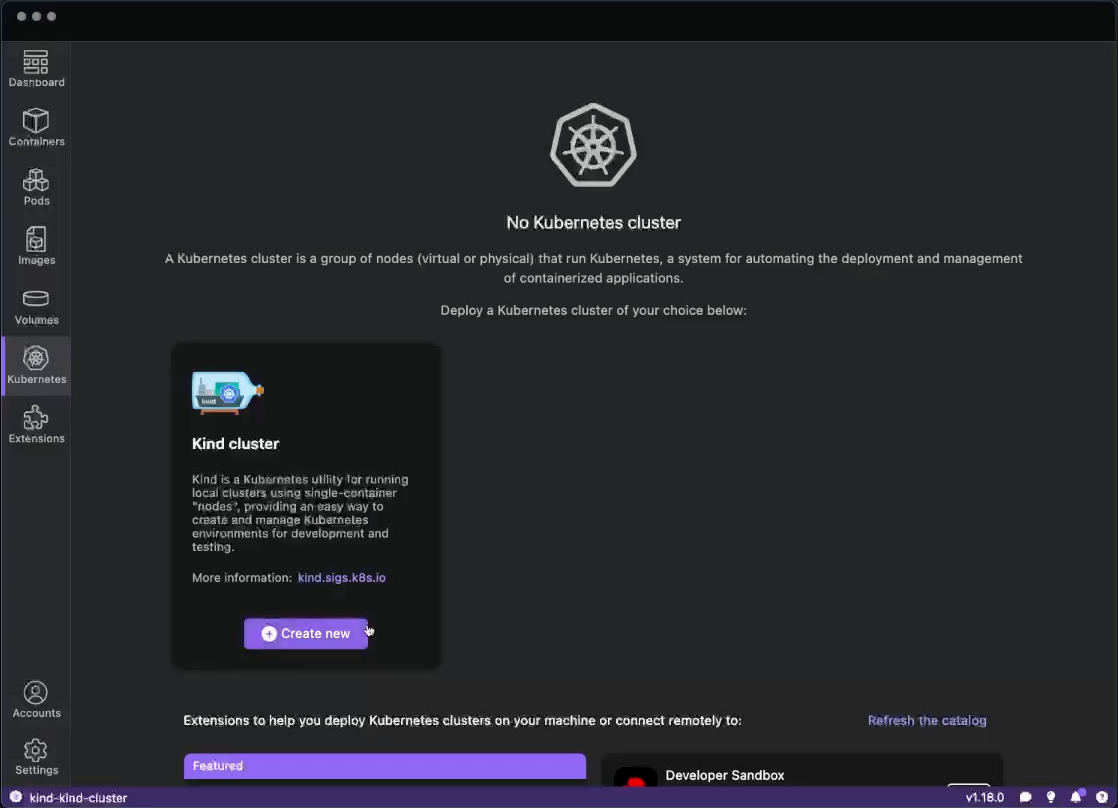 Dashboard
Containers
Pods
Images
Volumes
Kubernetes
Extensions
Accounts
Settings
No Kubernetes cluster
A Kubernetes cluster is a group of nodes (virtual or physical) that run Kubernetes, a system for automating the deployment and management
of containerized applications.
Deploy a Kubernetes cluster of your choice below:
Kind cluster
Kind is a Kubernetes utility for running
local clusters using single-container
"nodes", providing an easy way to
create and manage Kubernetes
environments for development and
testing.
More information: kind.sigs.k8s.io
Create new
Extensions to help you deploy Kubernetes clusters on your machine or connect remotely to:
Refresh the catalog
Featured
Developer Sandbox
kind-kind-cluster
v1.18.0